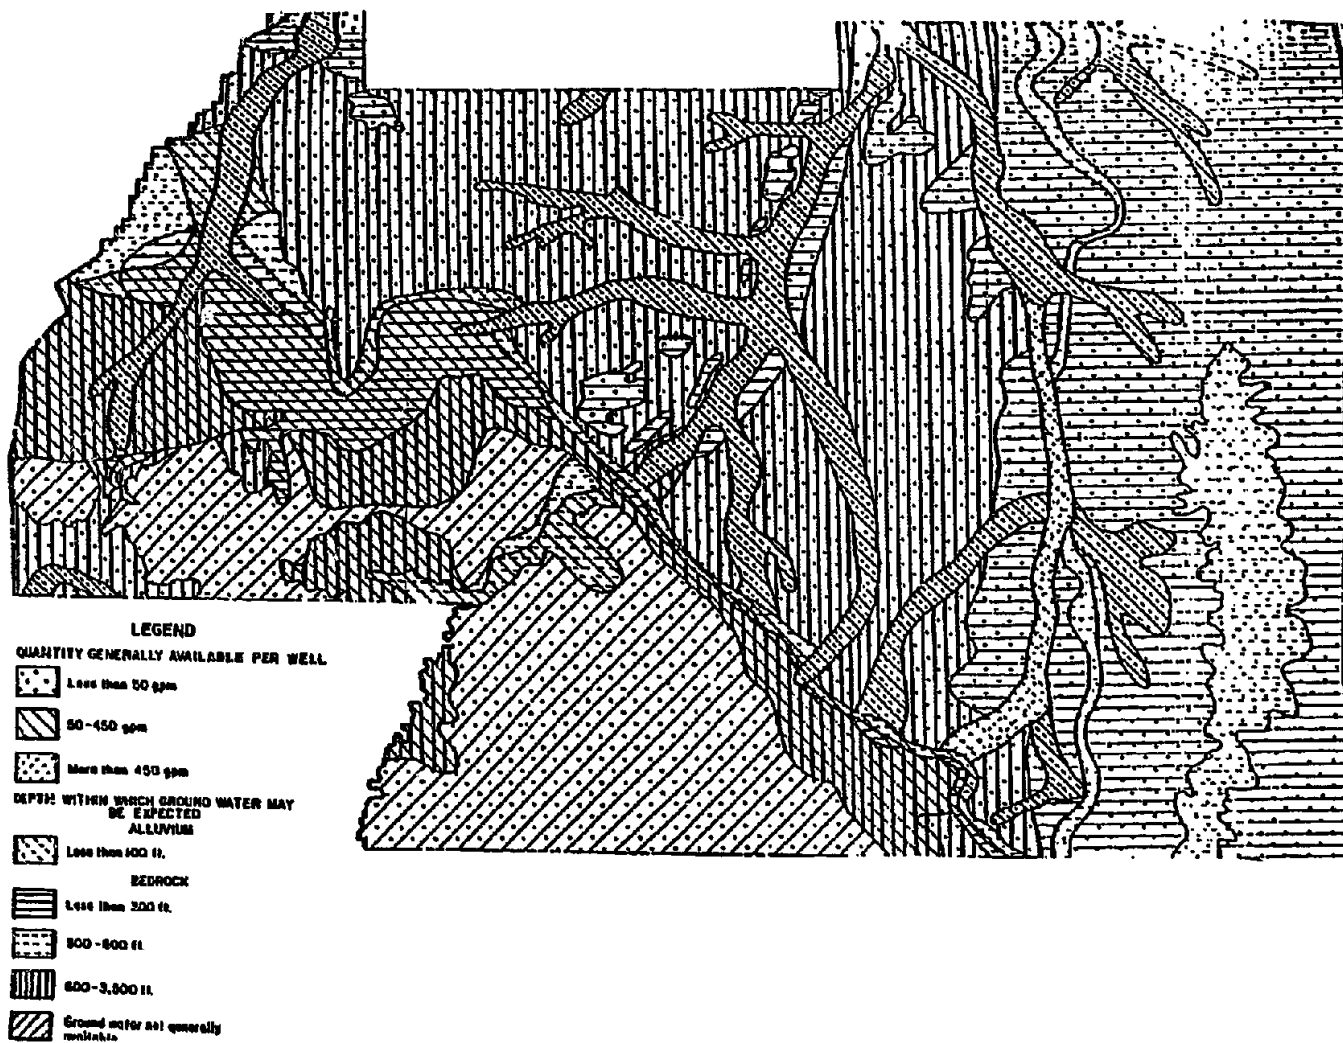 LEGEND
QUANTITY GENERALLY AVAILABLE PER WELL
Less than 50 gpm
50-450 gpm
More than 450 gpm
DEPTH WITHIN WHICH GROUND WATER MAY
BE EXPECTED
ALLUVIUM
Less than 100 ft.
BEDROCK
Less than 300 ft.
300-600 ft.
600-3,500 ft.
Ground water not generally
available